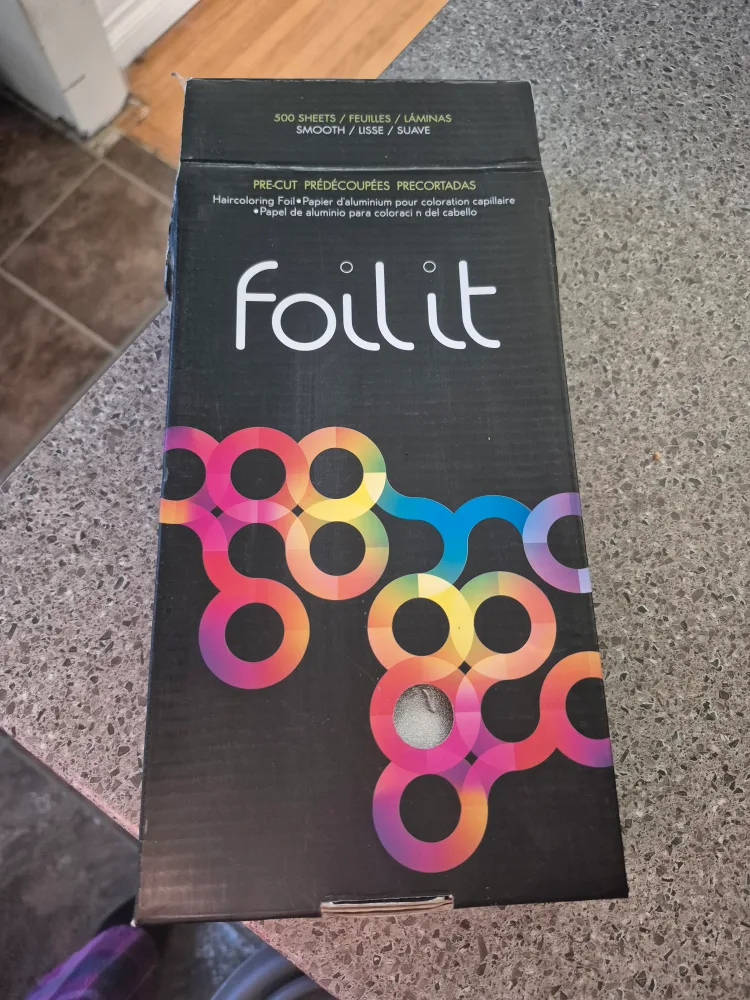 500 SHEETS / FEUILLES / LÁMINAS
SMOOTH / LISSE / SUAVE
PRE-CUT PRÉDÉCOUPÉES PRECORTADAS
Haircoloring Foil•Papier d'aluminium pour coloration capillaire
•Papel de aluminio para coloraci n del cabello
foil it